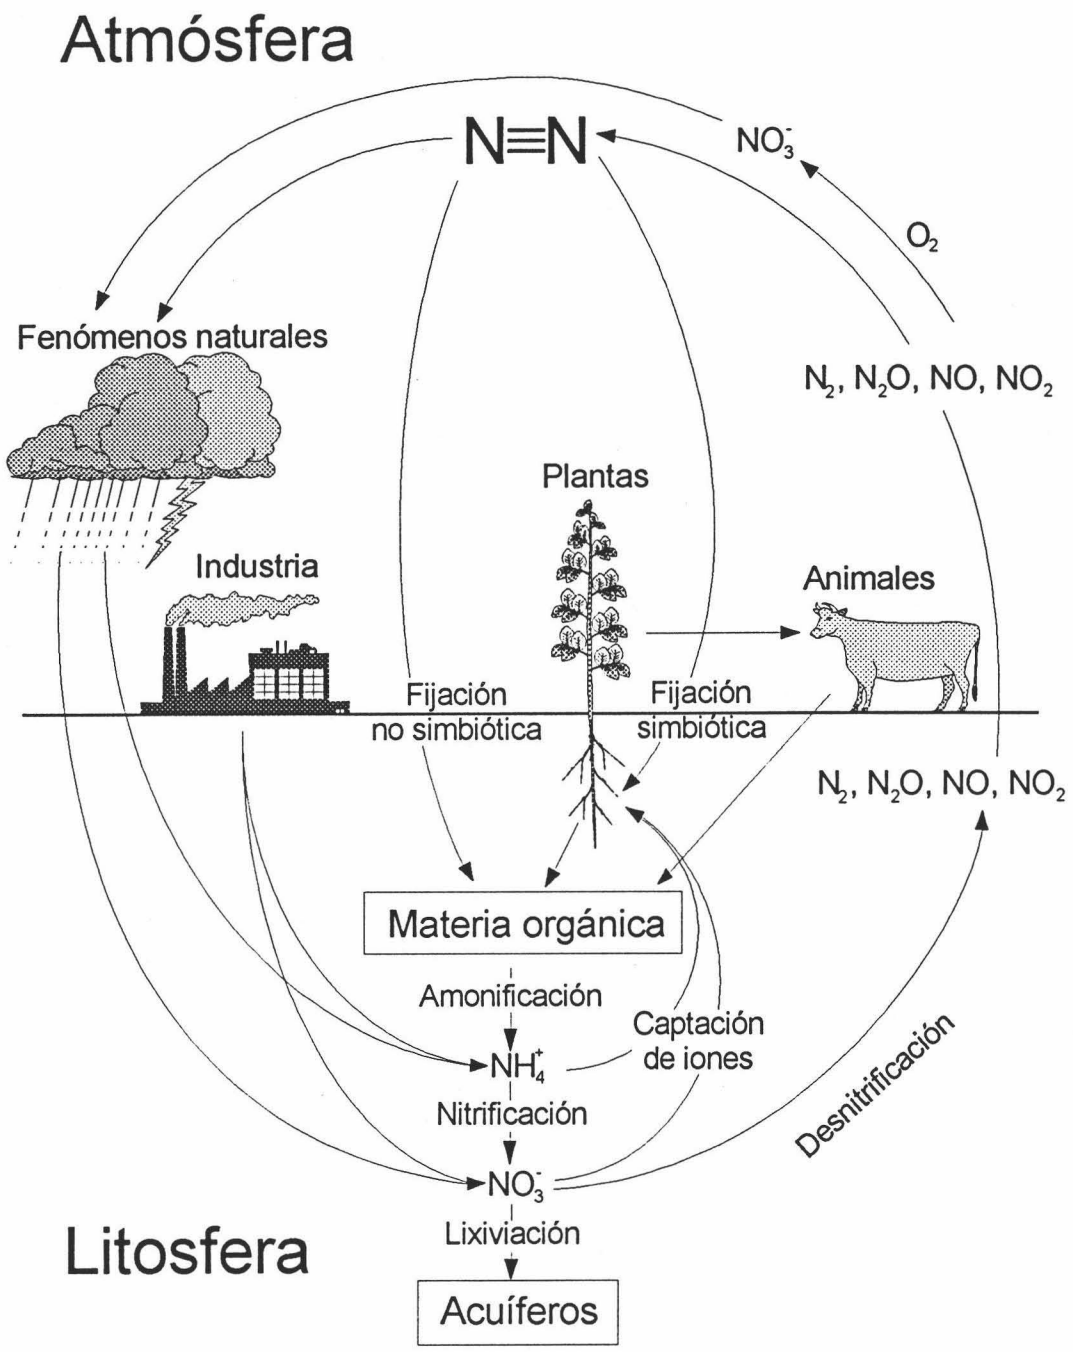 Atmósfera
N≡N
NO₃⁻
O₂
Fenómenos naturales
N₂, N₂O, NO, NO₂
Plantas
Industria
Animales
Fijación
no simbiótica
Fijación
simbiótica
N₂, N₂O, NO, NO₂
Materia orgánica
Amonificación
Captación
de iones
NH₄⁺
Nitrificación
Desnitrificación
NO₃⁻
Lixiviación
Litosfera
Acuíferos